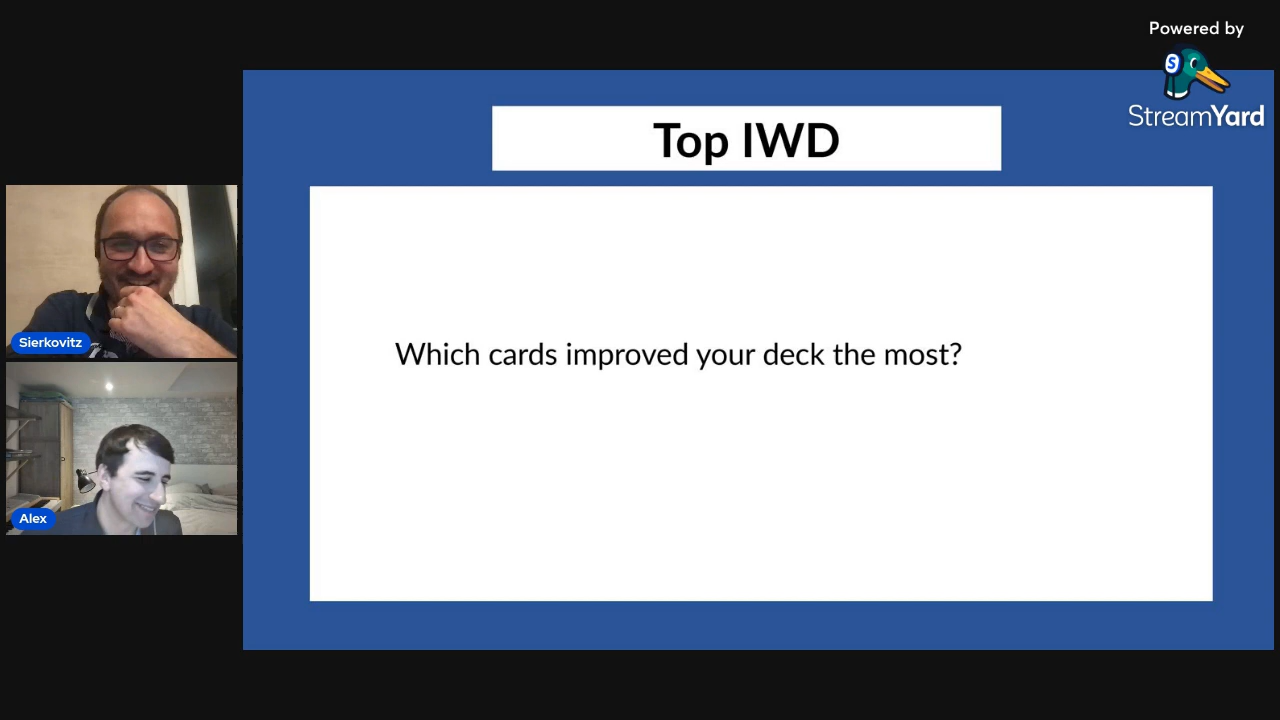 Powered by
StreamYard
Top IWD
Which cards improved your deck the most?
Sierkovitz
Alex